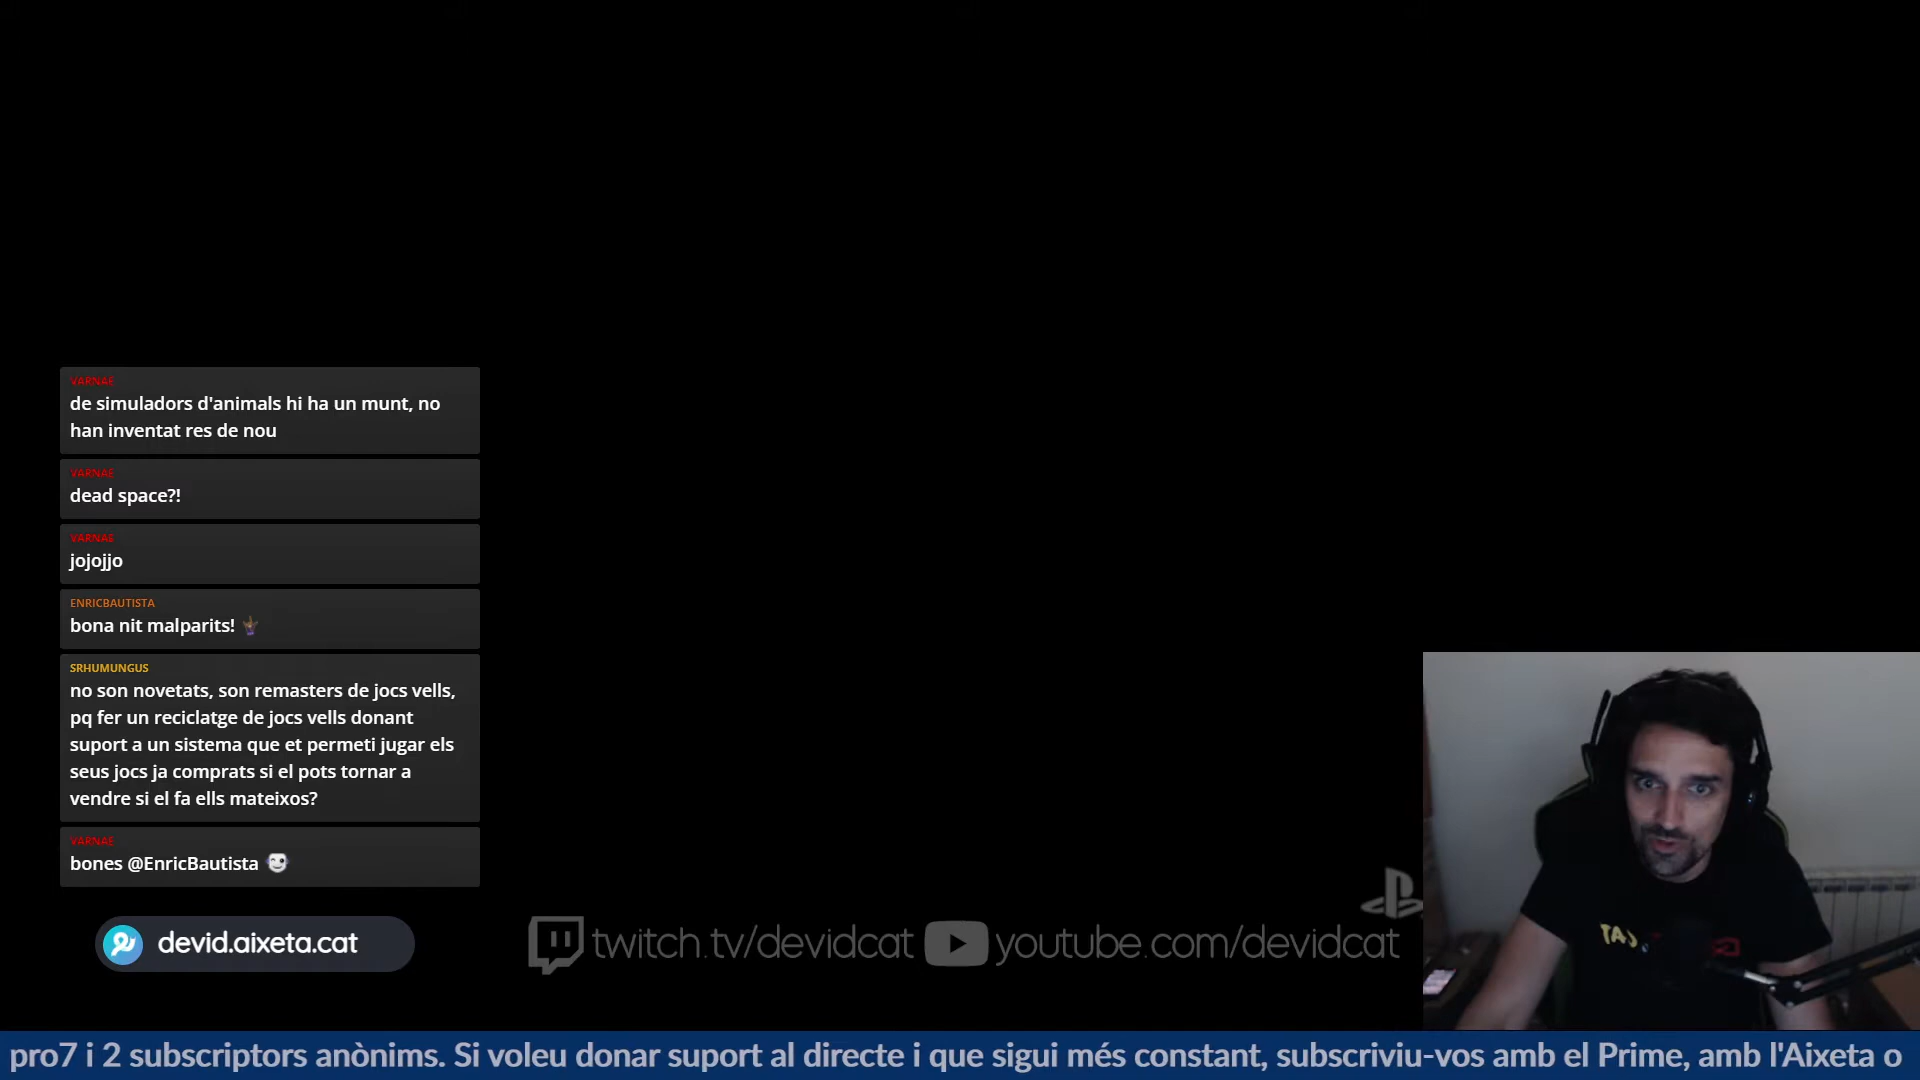 VARNAE
de simuladors d'animals hi ha un munt, no
han inventat res de nou
VARNAE
dead space?!
VARNAE
jojojjo
ENRICBAUTISTA
bona nit malparits!
SRHUMUNGUS
no son novetats, son remasters de jocs vells,
pq fer un reciclatge de jocs vells donant
suport a un sistema que et permeti jugar els
seus jocs ja comprats si el pots tornar a
vendre si el fa ells mateixos?
VARNAE
bones @EnricBautista
devid.aixeta.cat
twitch.tv/devidcat
youtube.com/devidcat
pro7 i 2 subscriptors anònims. Si voleu donar suport al directe i que sigui més constant, subscriviu-vos amb el Prime, amb l'Aixeta o